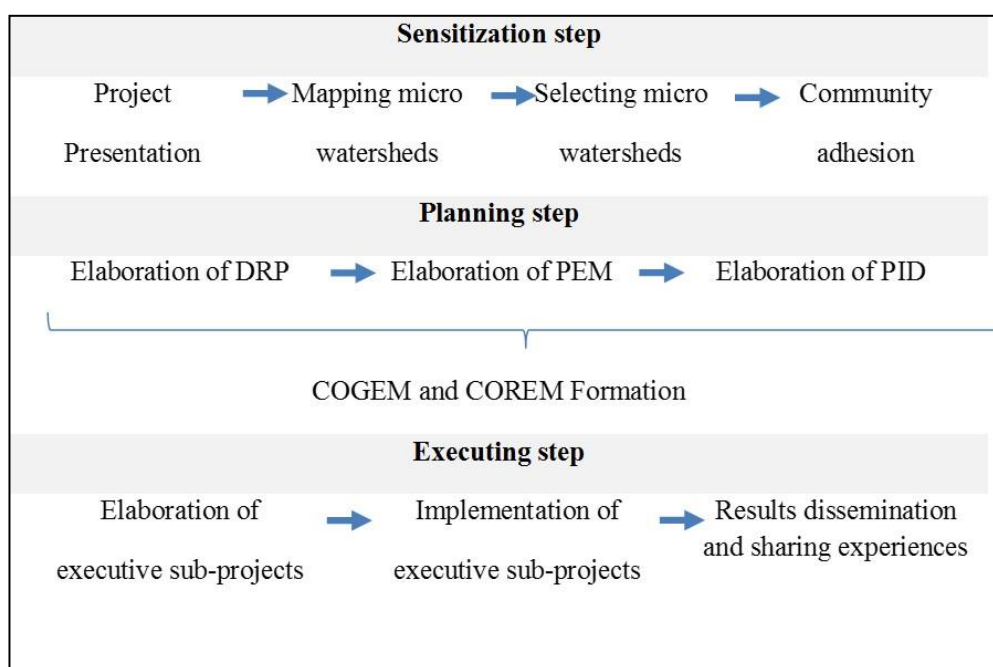 Sensitization step
Project Mapping micro Selecting micro Community
Presentation watersheds watersheds adhesion
Planning step
Elaboration of DRP Elaboration of PEM Elaboration of PID
COGEM and COREM Formation
Executing step
Elaboration of Implementation of Results dissemination
and sharing experiences
executive sub-projects executive sub-projects